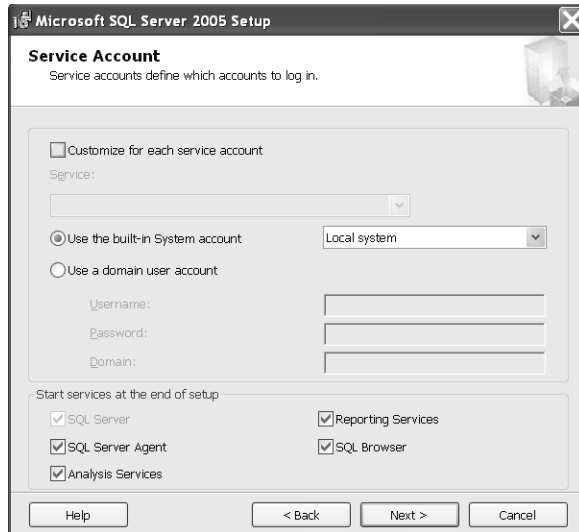 Microsoft SQL Server 2005 Setup
Service Account
Service accounts define which accounts to log in.
Customize for each service account
Service:
Use the built-in System account
Local system
Use a domain user account
Username:
Password:
Domain:
Start services at the end of setup
SQL Server
Reporting Services
SQL Server Agent
SQL Browser
Analysis Services
Help
< Back
Next >
Cancel